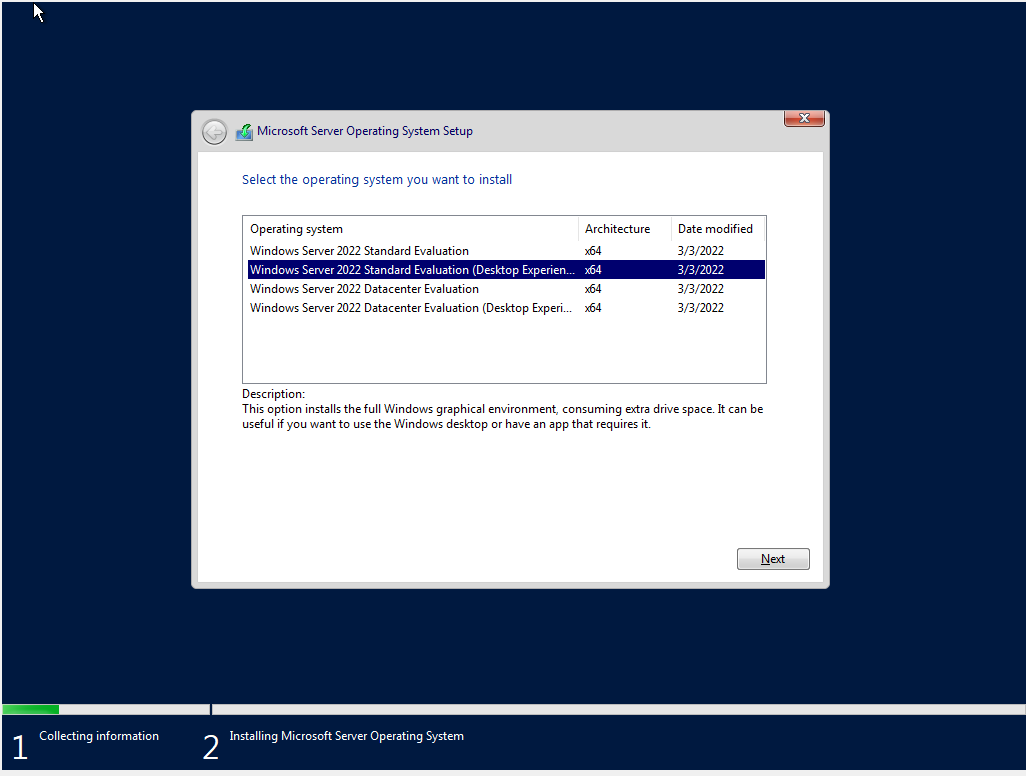 Microsoft Server Operating System Setup
Select the operating system you want to install
Operating system Architecture Date modified
Windows Server 2022 Standard Evaluation x64 3/3/2022
Windows Server 2022 Standard Evaluation (Desktop Experien... x64 3/3/2022
Windows Server 2022 Datacenter Evaluation x64 3/3/2022
Windows Server 2022 Datacenter Evaluation (Desktop Experi... x64 3/3/2022
Description:
This option installs the full Windows graphical environment, consuming extra drive space. It can be
useful if you want to use the Windows desktop or have an app that requires it.
Next
1 Collecting information 2 Installing Microsoft Server Operating System